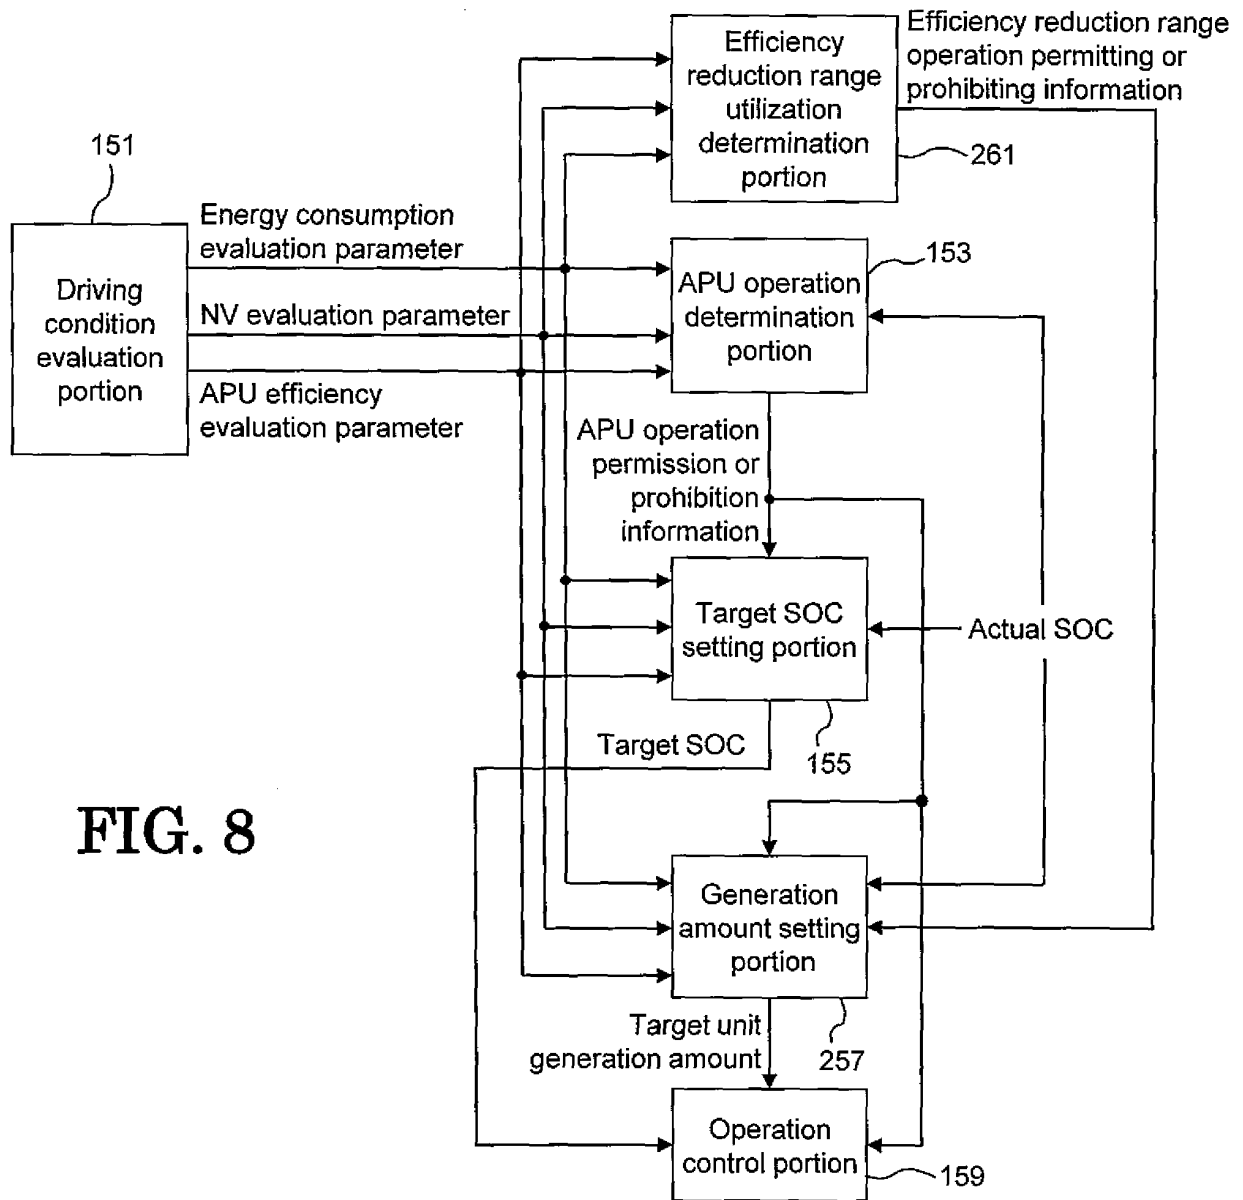 Efficiency
reduction range
utilization
determination
portion
261
Efficiency reduction range
operation permitting or
prohibiting information
151
Driving
condition
evaluation
portion
Energy consumption
evaluation parameter
NV evaluation parameter
APU efficiency
evaluation parameter
APU operation
determination
portion
153
APU operation
permission or
prohibition
information
Target SOC
setting portion
155
Actual SOC
Target SOC
FIG. 8
Generation
amount setting
portion
257
Target unit
generation amount
Operation
control portion
159